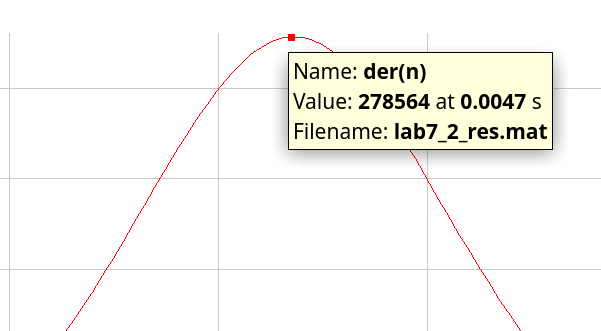 Name: der(n)
Value: 278564 at 0.0047 s
Filename: lab7_2_res.mat